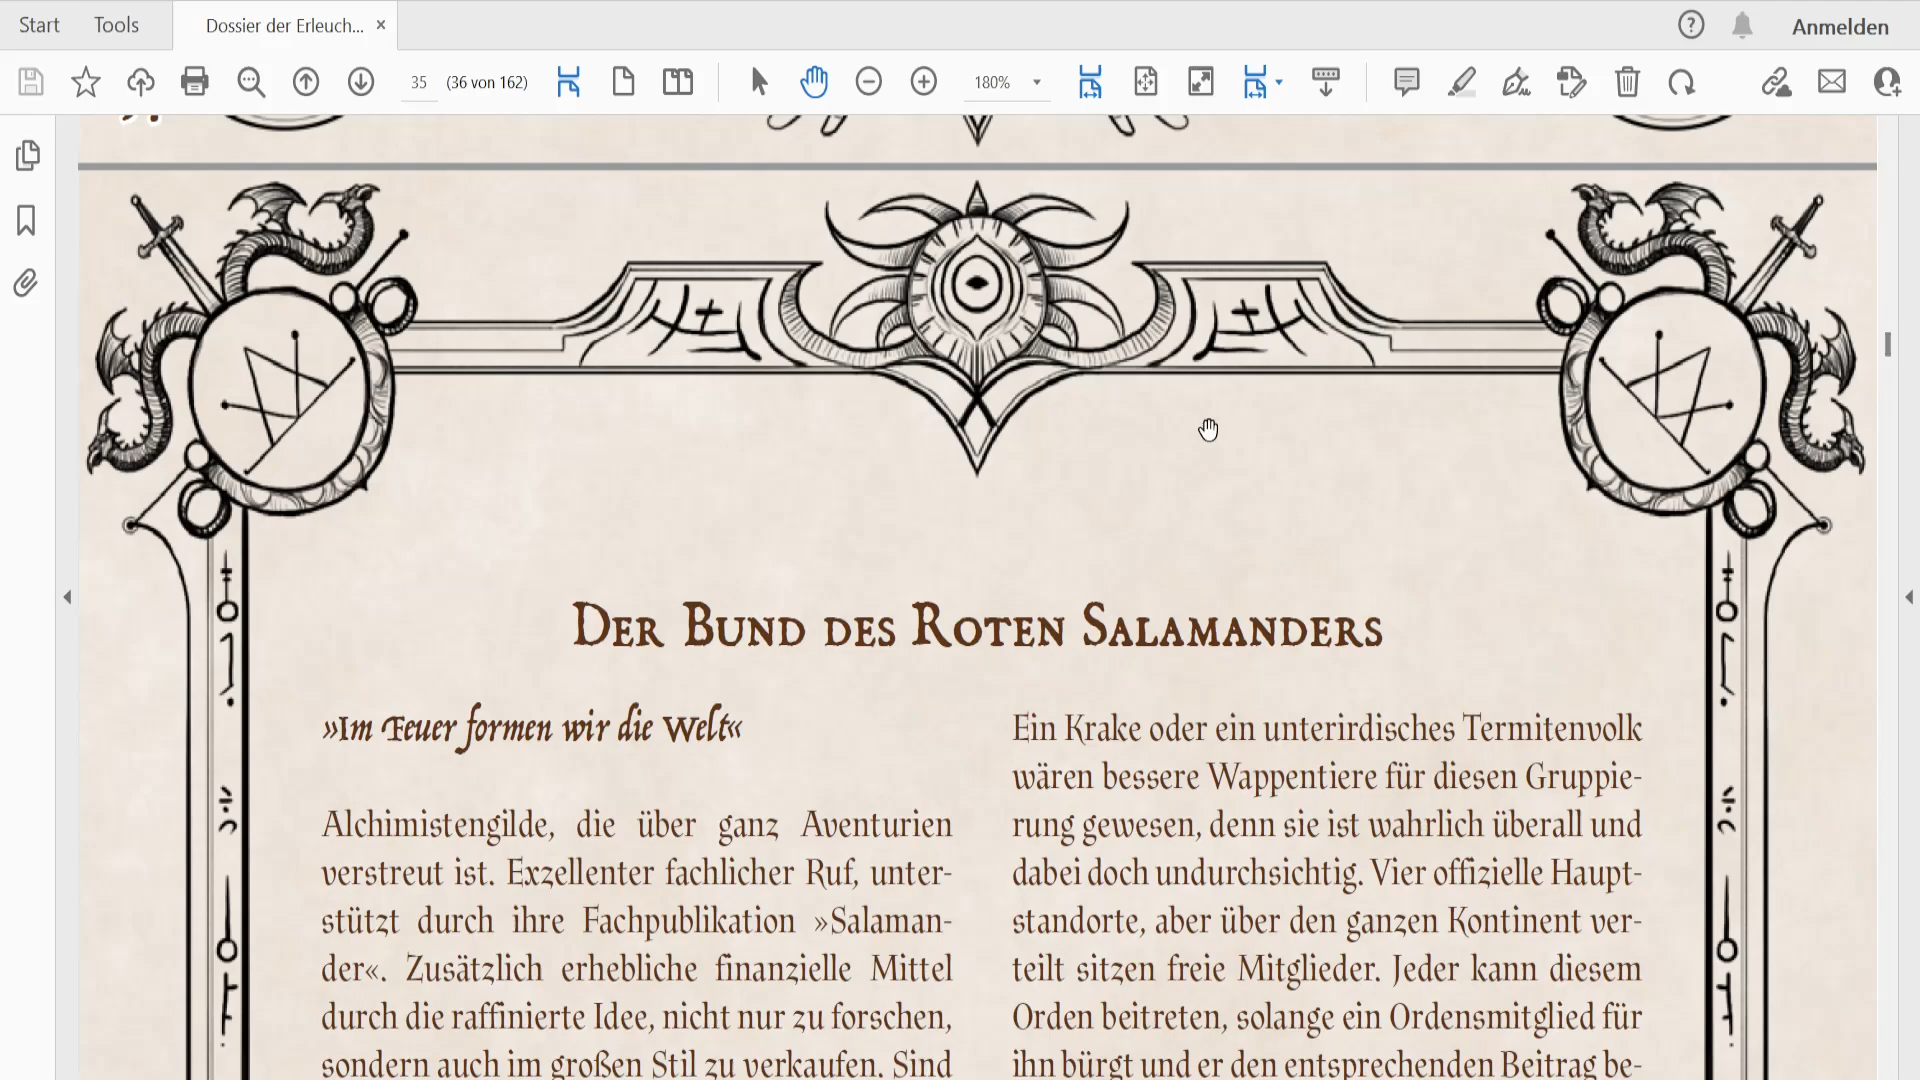 Start Tools Dossier der Erleuch... × Anmelden
35 (36 von 162) 180%
Der Bund des Roten Salamanders
»Im Feuer formen wir die Welt«
Alchimistengilde, die über ganz Aventurien
verstreut ist. Exzellenter fachlicher Ruf, unter-
stützt durch ihre Fachpublikation »Salaman-
der«. Zusätzlich erhebliche finanzielle Mittel
durch die raffinierte Idee, nicht nur zu forschen,
sondern auch im großen Stil zu verkaufen. Sind
Ein Krake oder ein unterirdisches Termitenvolk
wären bessere Wappentiere für diesen Gruppie-
rung gewesen, denn sie ist wahrlich überall und
dabei doch undurchsichtig. Vier offizielle Haupt-
standorte, aber über den ganzen Kontinent ver-
teilt sitzen freie Mitglieder. Jeder kann diesem
Orden beitreten, solange ein Ordensmitglied für
ihn bürgt und er den entsprechenden Beitrag be-